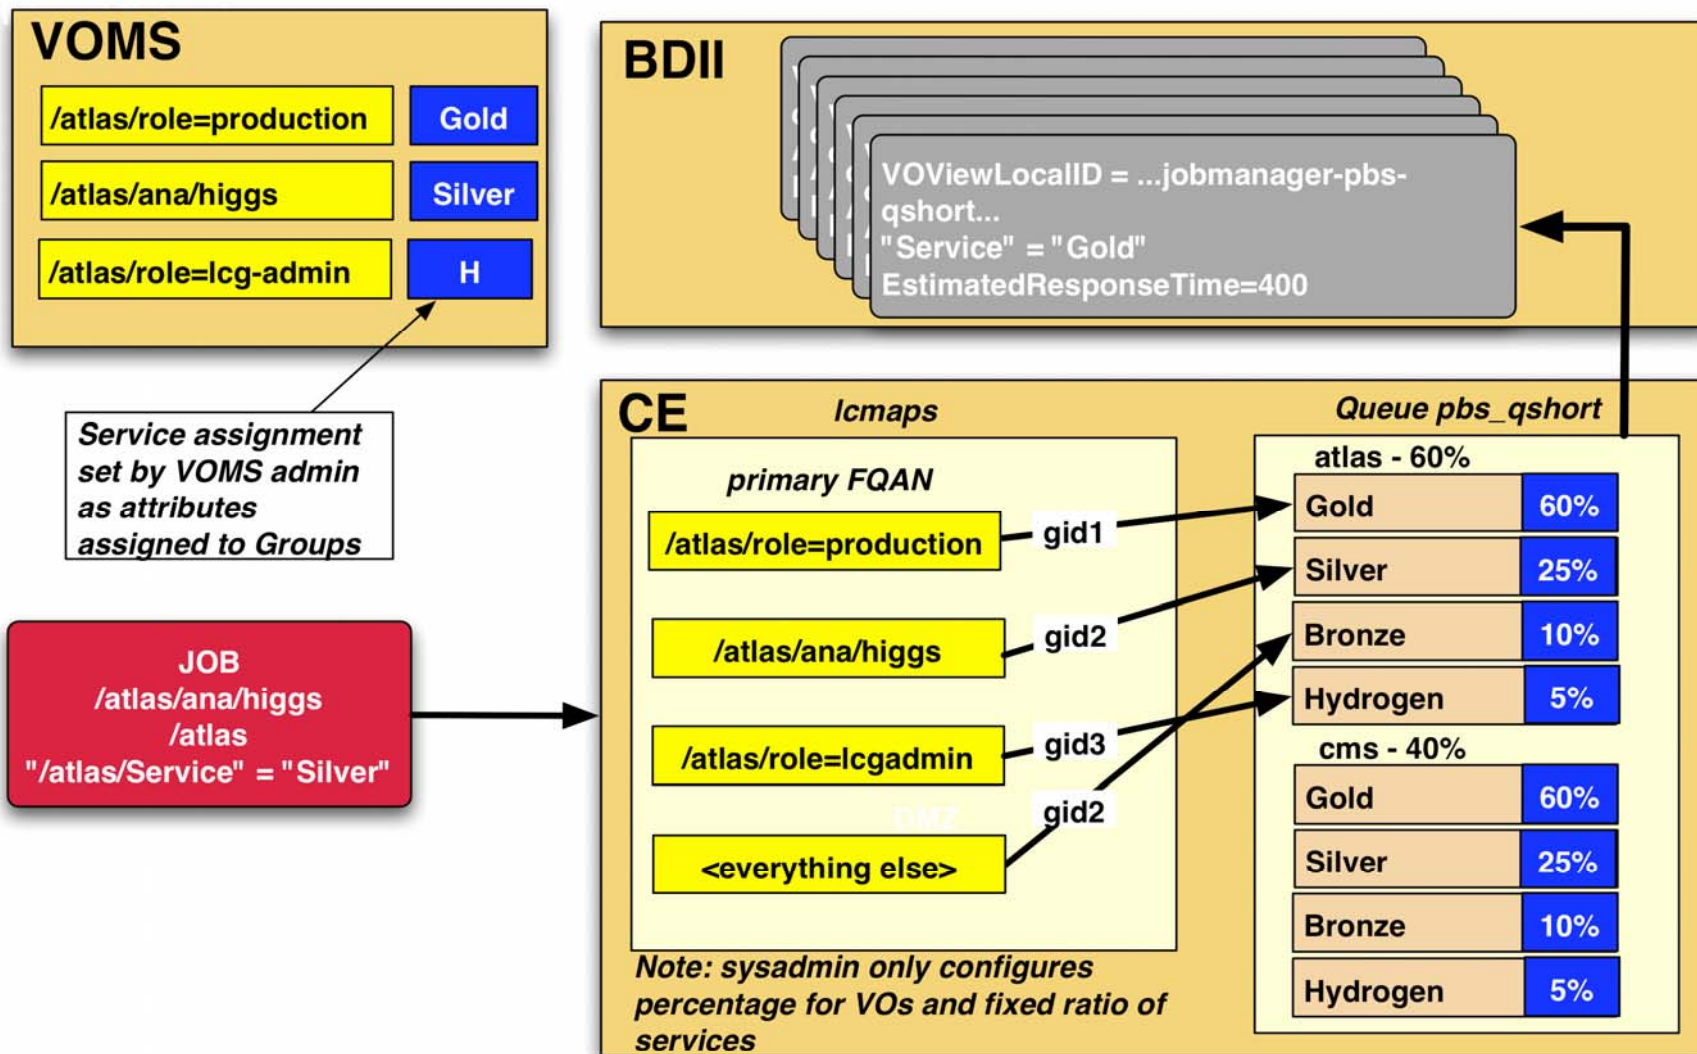 VOMS
/atlas/role=production
Gold
/atlas/ana/higgs
Silver
/atlas/role=lcg-admin
H
Service assignment
set by VOMS admin
as attributes
assigned to Groups
JOB
/atlas/ana/higgs
/atlas
"/atlas/Service" = "Silver"
BDII
VOViewLocalID = ...jobmanager-pbs-
qshort...
"Service" = "Gold"
EstimatedResponseTime=400
CE
lcmaps
primary FQAN
/atlas/role=production
gid1
/atlas/ana/higgs
gid2
/atlas/role=lcgadmin
gid3
DMZ
gid2
<everything else>
Note: sysadmin only configures
percentage for VOs and fixed ratio of
services
Queue pbs_qshort
atlas - 60%
Gold 60%
Silver 25%
Bronze 10%
Hydrogen 5%
cms - 40%
Gold 60%
Silver 25%
Bronze 10%
Hydrogen 5%